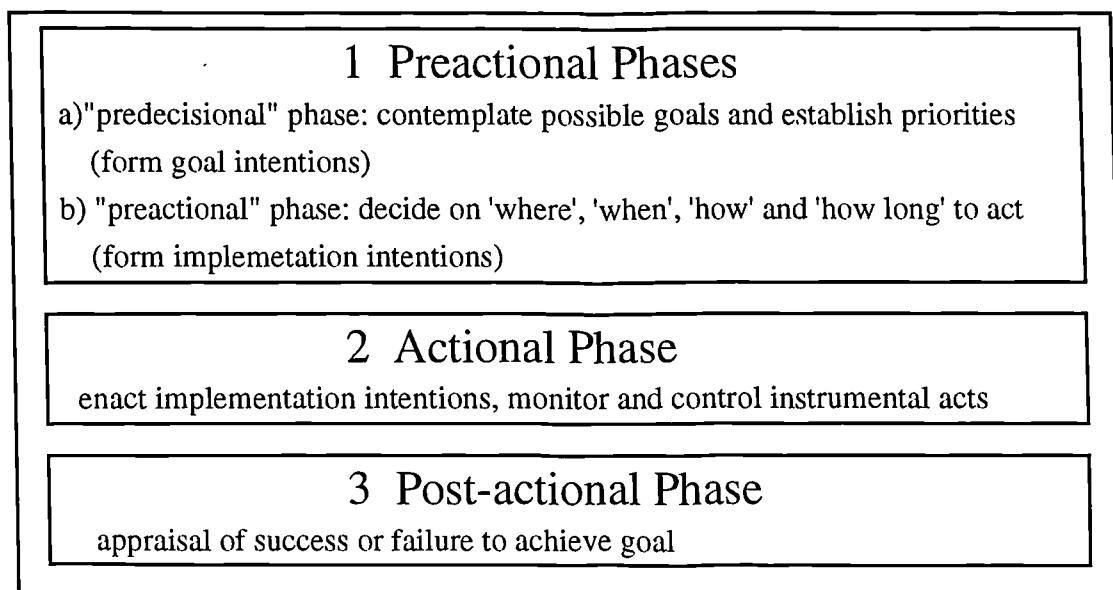 1 Preactional Phases
a)"predecisional" phase: contemplate possible goals and establish priorities
(form goal intentions)
b) "preactional" phase: decide on 'where', 'when', 'how' and 'how long' to act
(form implemetation intentions)
2 Actional Phase
enact implementation intentions, monitor and control instrumental acts
3 Post-actional Phase
appraisal of success or failure to achieve goal